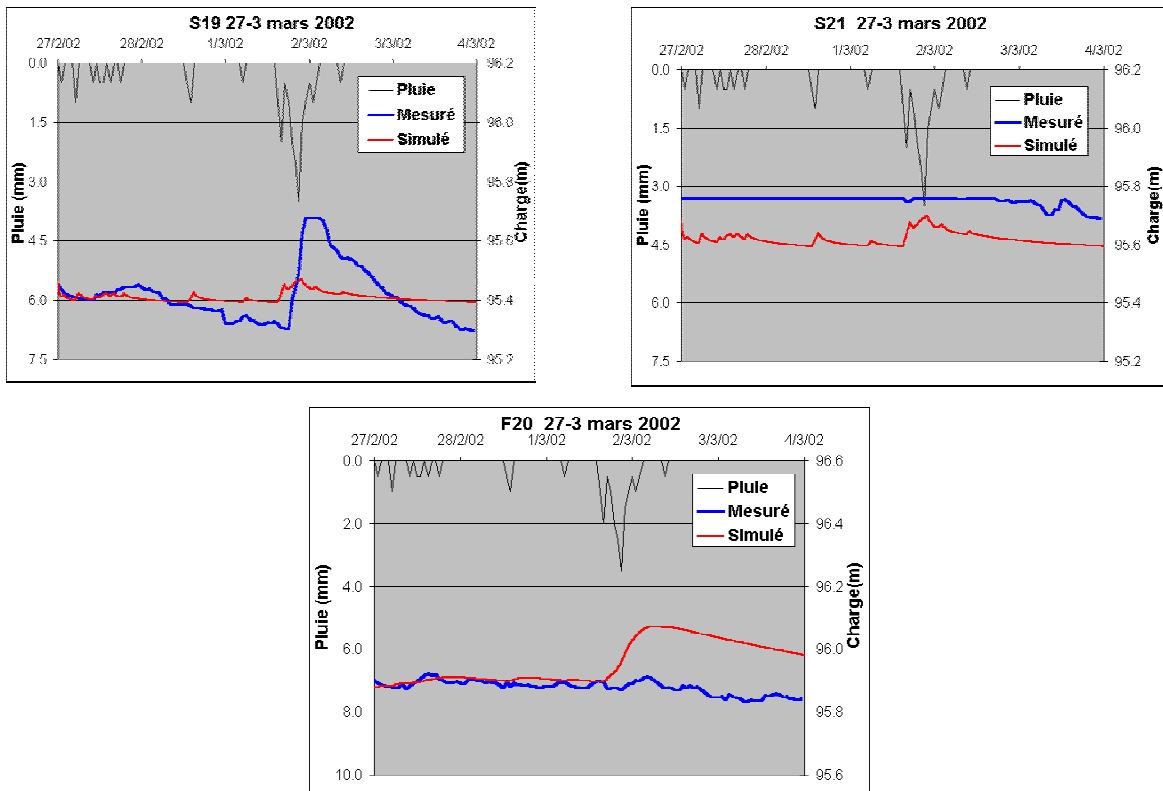 S19 27-3 mars 2002
27/2/02 28/2/02 1/3/02 2/3/02 3/3/02 4/3/02
0.0
1.5
3.0
4.5
6.0
7.5
Pluie (mm)
Pluie
Mesuré
Simulé
96.2
96.0
95.8
95.6
95.4
95.2
Charge(m)
S21 27-3 mars 2002
27/2/02 28/2/02 1/3/02 2/3/02 3/3/02 4/3/02
0.0
1.5
3.0
4.5
6.0
7.5
Pluie (mm)
Pluie
Mesuré
Simulé
96.2
96.0
95.8
95.6
95.4
95.2
Charge(m)
F20 27-3 mars 2002
27/2/02 28/2/02 1/3/02 2/3/02 3/3/02 4/3/02
0.0
2.0
4.0
6.0
8.0
10.0
Pluie (mm)
Pluie
Mesuré
Simulé
96.6
96.4
96.2
96.0
95.8
95.6
Charge(m)